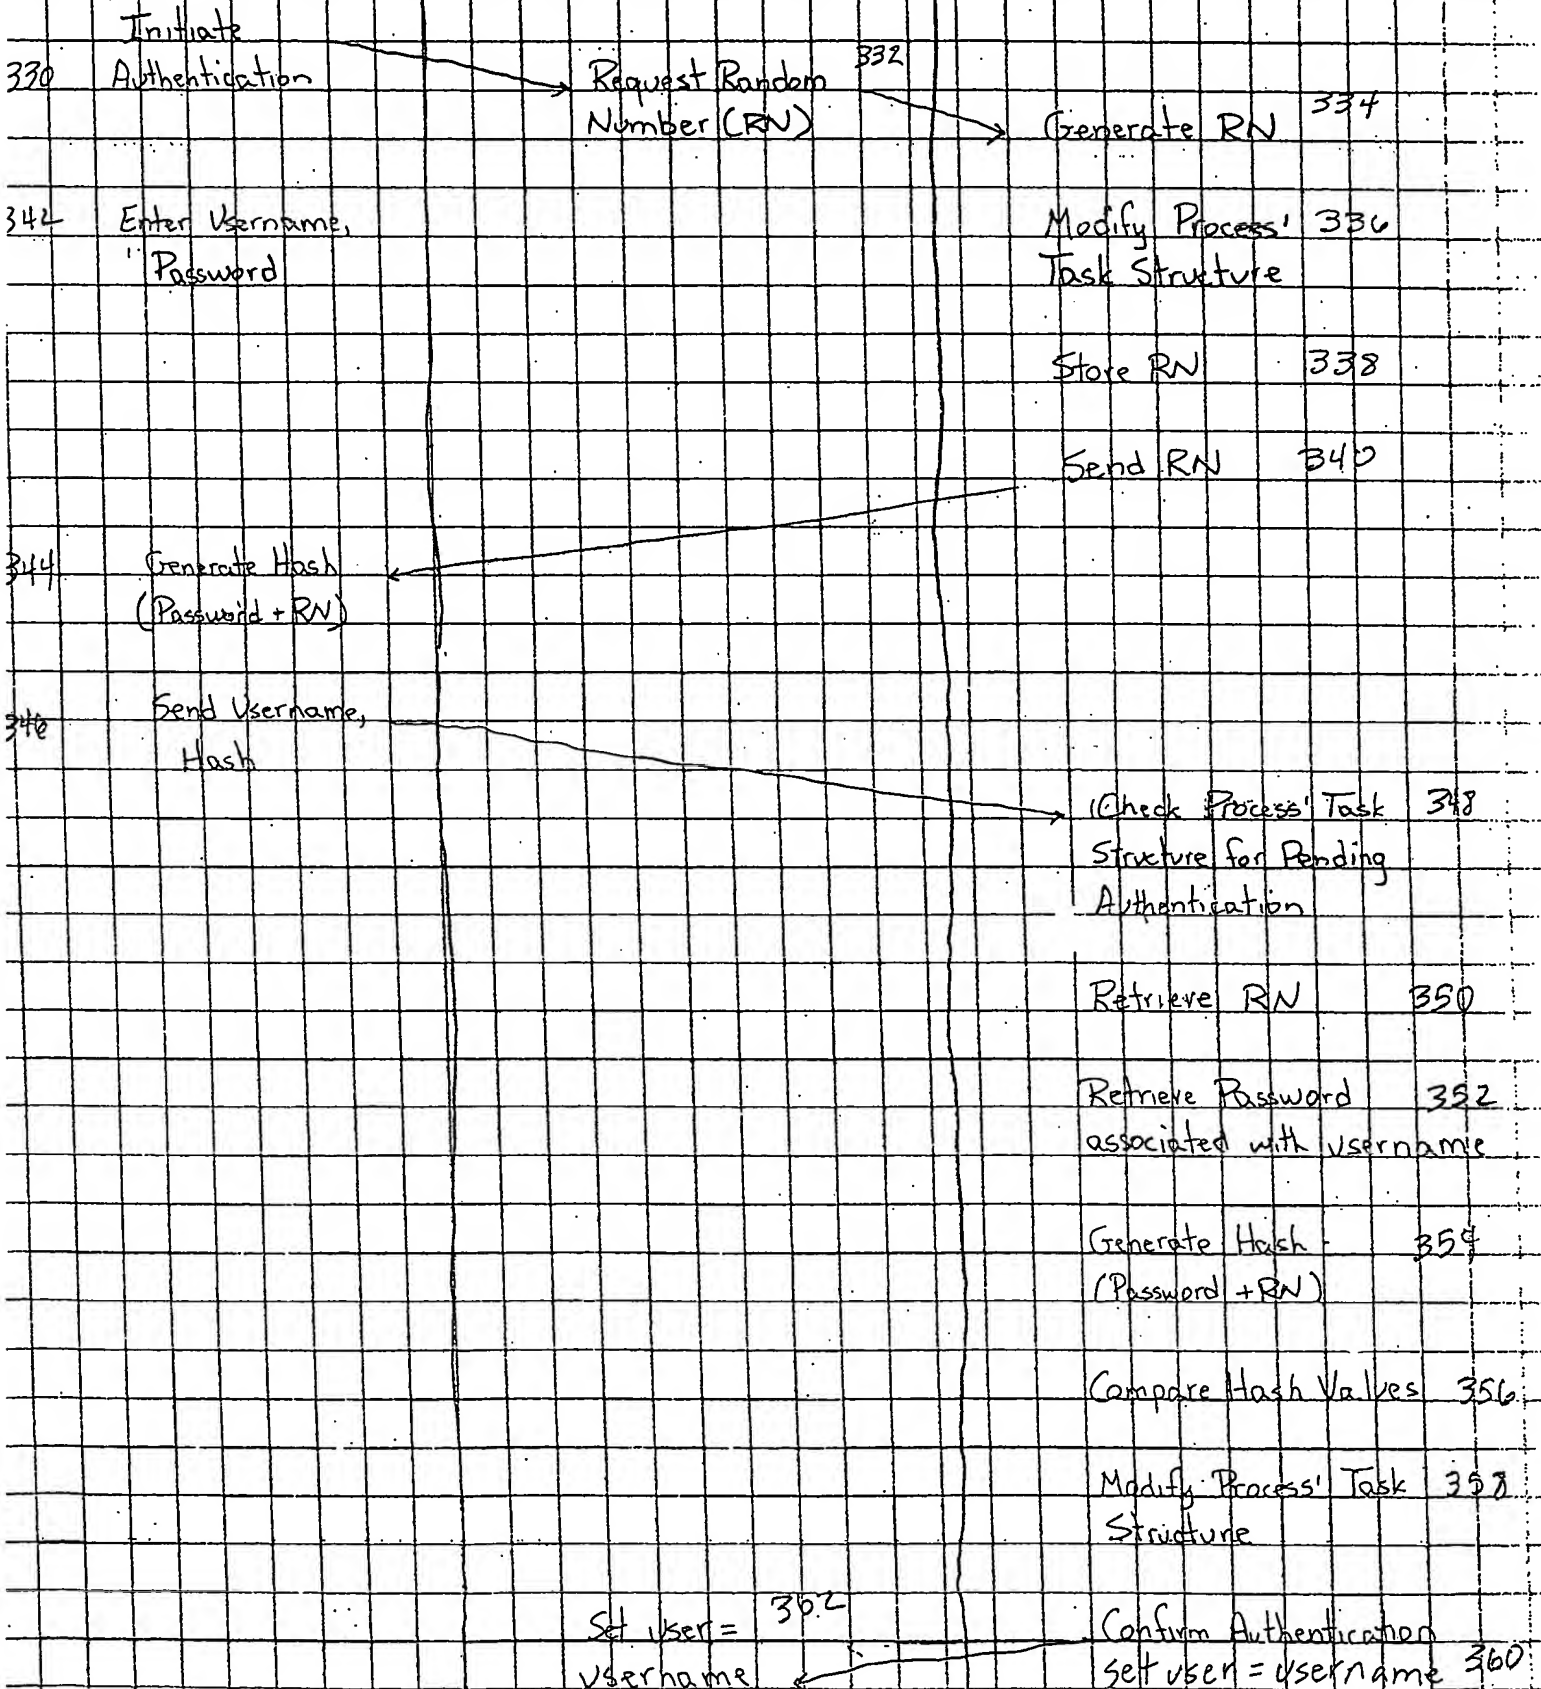 Initiate
330 Authentication
Request Random 332
Number (RN)
Generate RN 334
342 Enter Username,
Password
Modify Process' 336
Task Structure
Store RN 338
Send RN 340
344 Generate Hash
(Password + RN)
346 Send Username,
Hash
Check Process' Task 348
Structure for Pending
Authentication
Retrieve RN 350
Retrieve Password 352
associated with username
Generate Hash 354
(Password + RN)
Compare Hash Values 356
Modify Process' Task 358
Structure
Set user = 362
username
Confirm Authentication
set user = username 360